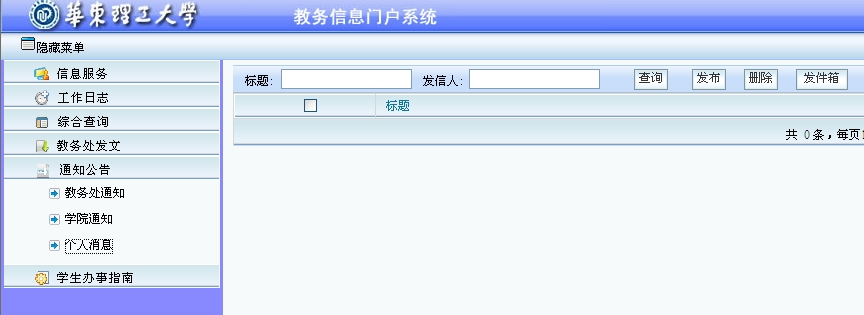 華東理工大學
教务信息门户系统
隐藏菜单
信息服务
工作日志
综合查询
教务处发文
通知公告
教务处通知
学院通知
个人消息
学生办事指南
标题: 发信人: 查询 发布 删除 发件箱
标题
共 0条，每页